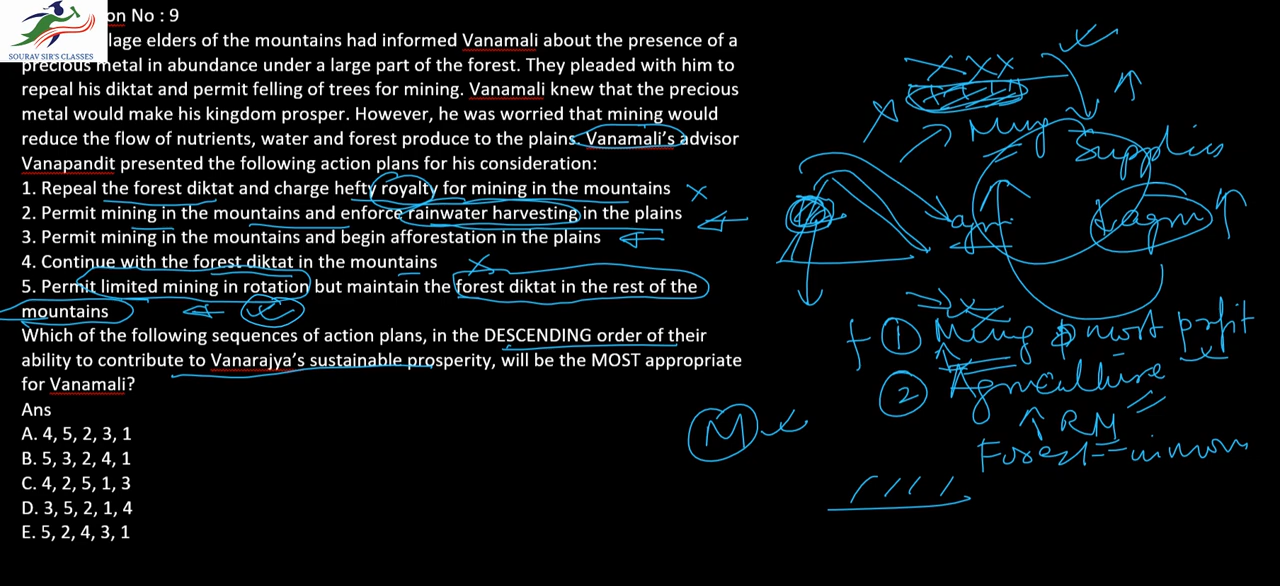 on No : 9
SOURAV SIR'S CLASSES
lage elders of the mountains had informed Vanamali about the presence of a
precious metal in abundance under a large part of the forest. They pleaded with him to
repeal his diktat and permit felling of trees for mining. Vanamali knew that the precious
metal would make his kingdom prosper. However, he was worried that mining would
reduce the flow of nutrients, water and forest produce to the plains. Vanamali's advisor
Vanapandit presented the following action plans for his consideration:
1. Repeal the forest diktat and charge hefty royalty for mining in the mountains
2. Permit mining in the mountains and enforce rainwater harvesting in the plains
3. Permit mining in the mountains and begin afforestation in the plains
4. Continue with the forest diktat in the mountains
5. Permit limited mining in rotation but maintain the forest diktat in the rest of the
mountains
Which of the following sequences of action plans, in the DESCENDING order of their
ability to contribute to Vanarajya's sustainable prosperity, will be the MOST appropriate
for Vanamali?
Ans
A. 4, 5, 2, 3, 1
B. 5, 3, 2, 4, 1
C. 4, 2, 5, 1, 3
D. 3, 5, 2, 1, 4
E. 5, 2, 4, 3, 1
Supplies
agri
1 most profit
2 Agriculture
RM
Forest
M